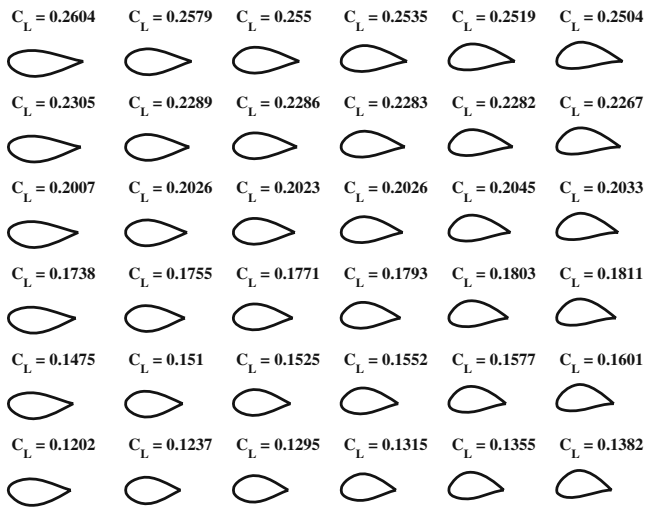 C_L = 0.2604 C_L = 0.2579 C_L = 0.255 C_L = 0.2535 C_L = 0.2519 C_L = 0.2504
C_L = 0.2305 C_L = 0.2289 C_L = 0.2286 C_L = 0.2283 C_L = 0.2282 C_L = 0.2267
C_L = 0.2007 C_L = 0.2026 C_L = 0.2023 C_L = 0.2026 C_L = 0.2045 C_L = 0.2033
C_L = 0.1738 C_L = 0.1755 C_L = 0.1771 C_L = 0.1793 C_L = 0.1803 C_L = 0.1811
C_L = 0.1475 C_L = 0.151 C_L = 0.1525 C_L = 0.1552 C_L = 0.1577 C_L = 0.1601
C_L = 0.1202 C_L = 0.1237 C_L = 0.1295 C_L = 0.1315 C_L = 0.1355 C_L = 0.1382